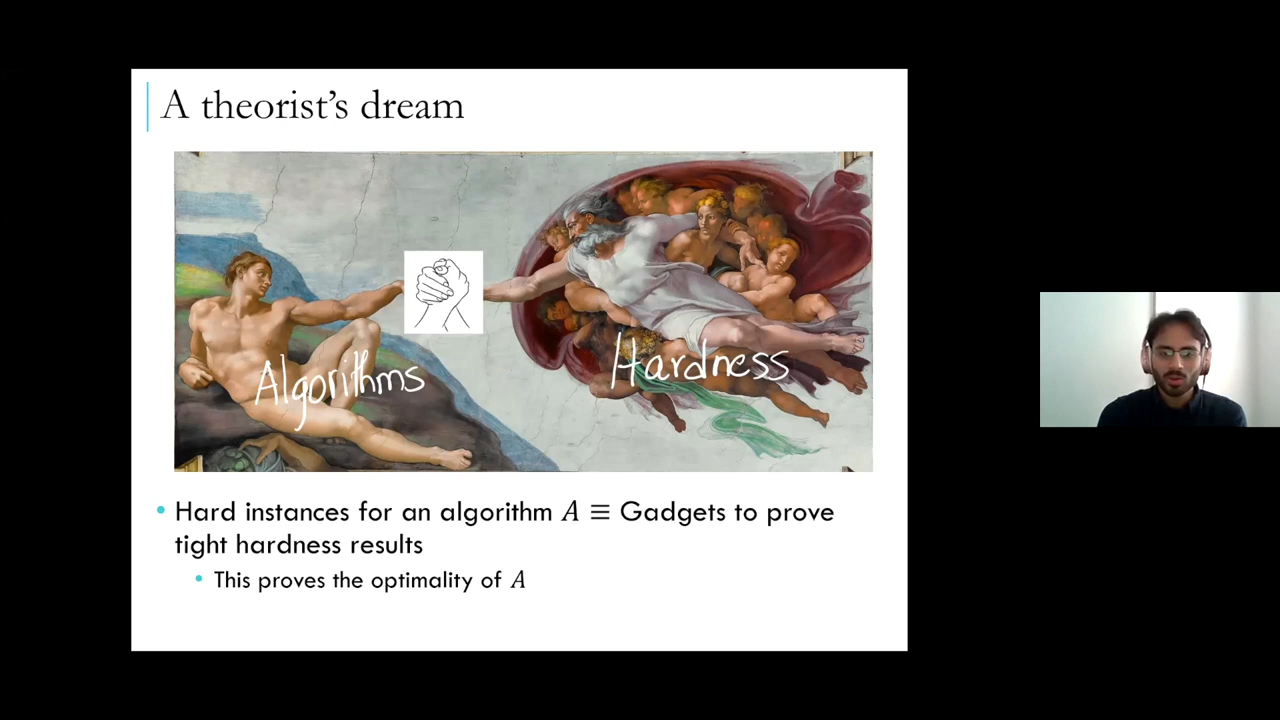 A theorist's dream
Algorithms
Hardness
• Hard instances for an algorithm A ≡ Gadgets to prove
tight hardness results
• This proves the optimality of A